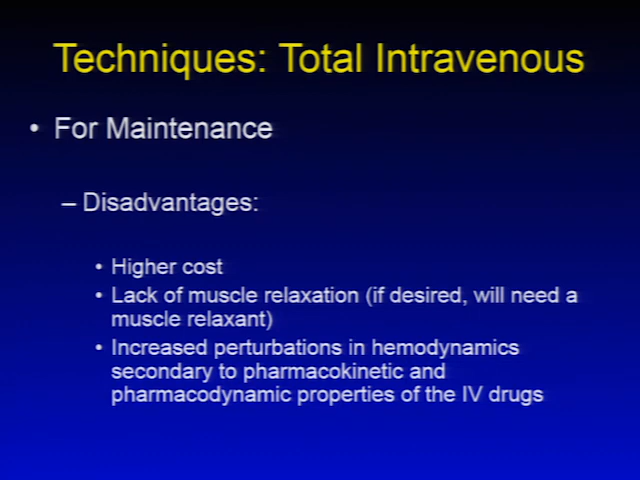 Techniques: Total Intravenous
• For Maintenance
– Disadvantages:
• Higher cost
• Lack of muscle relaxation (if desired, will need a
muscle relaxant)
• Increased perturbations in hemodynamics
secondary to pharmacokinetic and
pharmacodynamic properties of the IV drugs